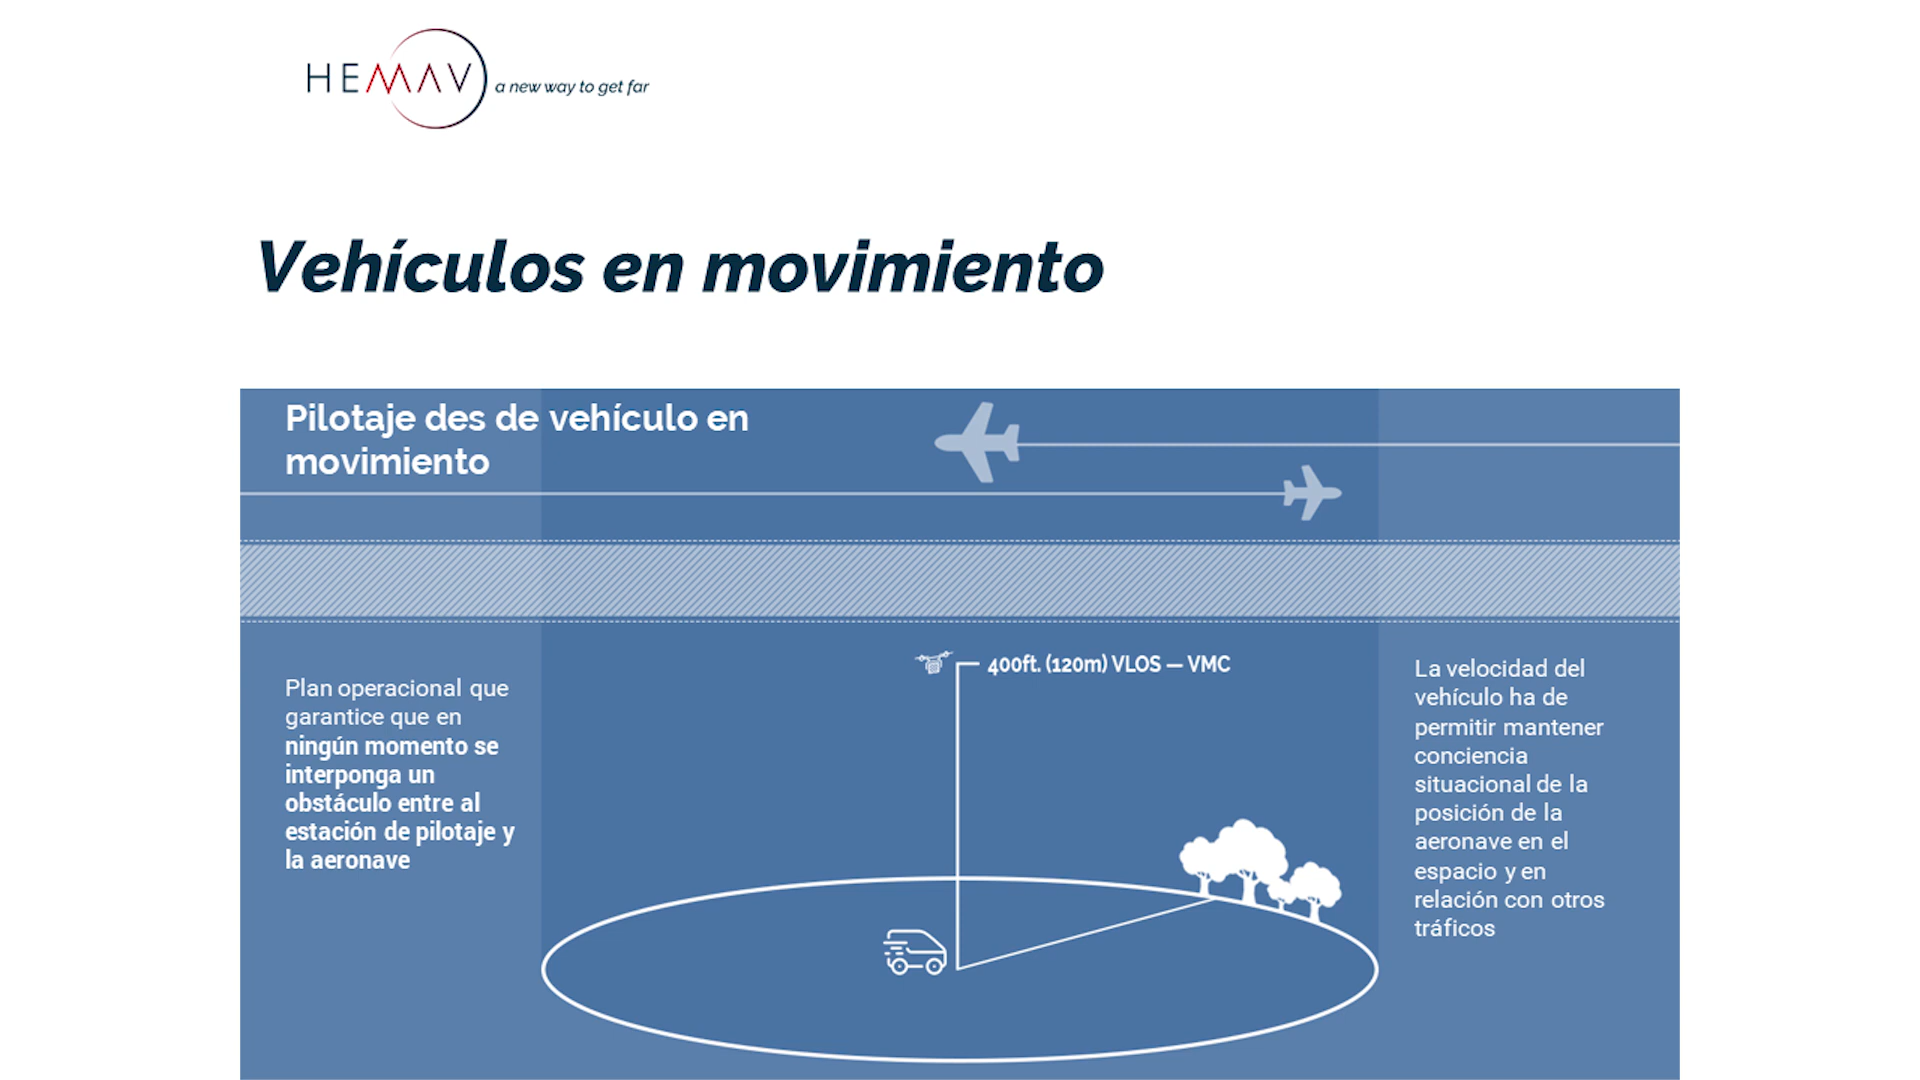 HEMAV
a new way to get far
Vehículos en movimiento
Pilotaje des de vehículo en
movimiento
400ft. (120m) VLOS — VMC
Plan operacional que
garantice que en
ningún momento se
interponga un
obstáculo entre al
estación de pilotaje y
la aeronave
La velocidad del
vehículo ha de
permitir mantener
conciencia
situacional de la
posición de la
aeronave en el
espacio y en
relación con otros
tráficos